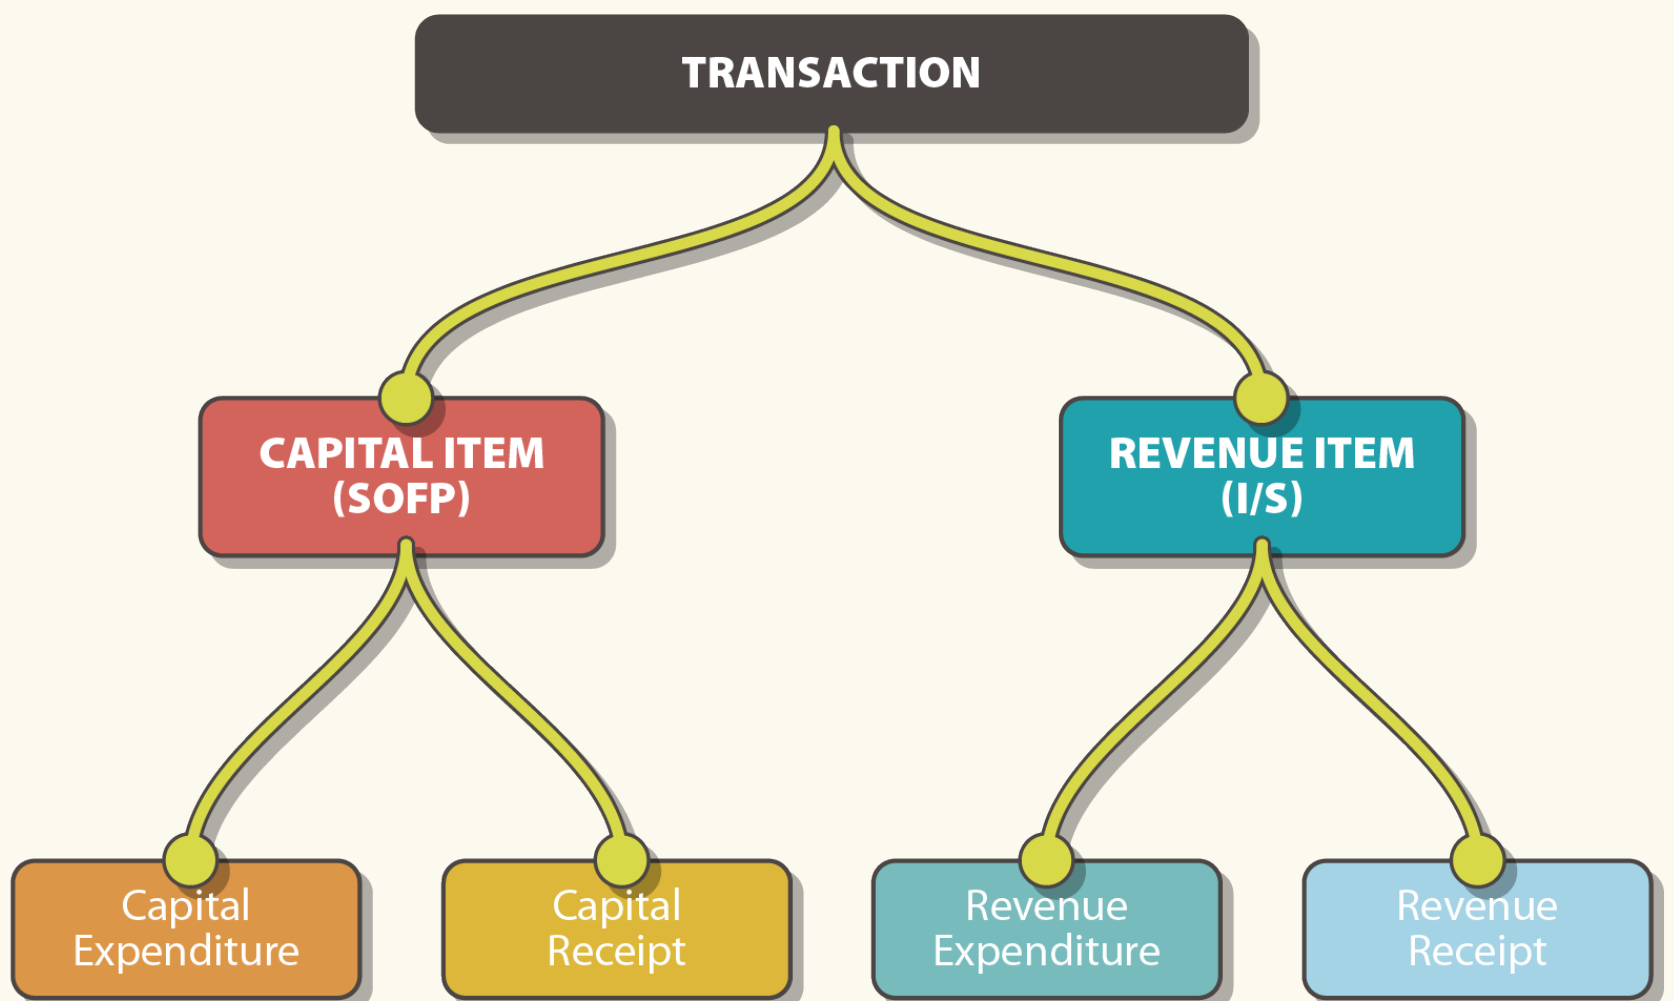 TRANSACTION
CAPITAL ITEM
(SOFP)
REVENUE ITEM
(I/S)
Capital
Expenditure
Capital
Receipt
Revenue
Expenditure
Revenue
Receipt